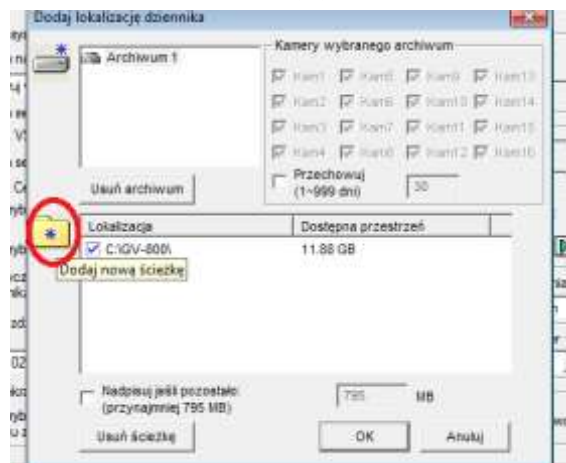 Dodaj lokalizację dziennika
Archiwum 1
Kamery wybranego archiwum
Kam1 Kam5 Kam9 Kam13
Kam2 Kam6 Kam10 Kam14
Kam3 Kam7 Kam11 Kam15
Kam4 Kam8 Kam12 Kam16
Przechowuj
(1~999 dni)
30
Usuń archiwum
Lokalizacja
Dostępna przestrzeń
C:\GV-800\
11.88 GB
Dodaj nową ścieżkę
Nadpisuj jeśli pozostało:
(przynajmniej 795 MB)
795
MB
Usuń ścieżkę
OK
Anuluj